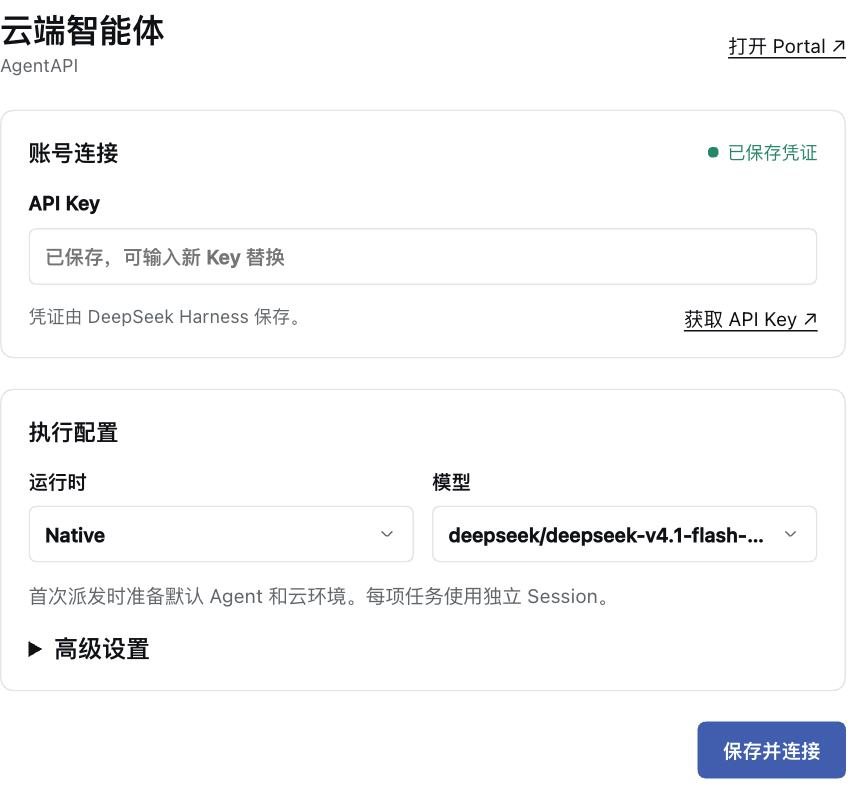 云端智能体
AgentAPI
打开 Portal ↗
账号连接
已保存凭证
API Key
已保存，可输入新 Key 替换
凭证由 DeepSeek Harness 保存。
获取 API Key ↗
执行配置
运行时
模型
Native
deepseek/deepseek-v4.1-flash-...
首次派发时准备默认 Agent 和云环境。每项任务使用独立 Session。
▶ 高级设置
保存并连接